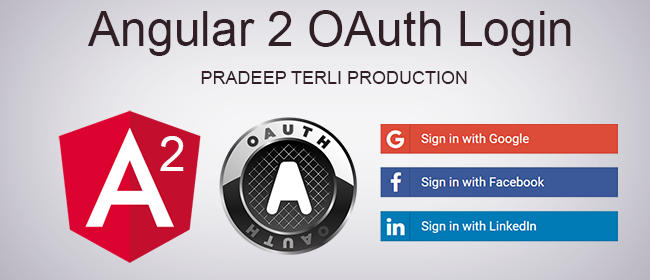 Angular 2 OAuth Login
PRADEEP TERLI PRODUCTION
A2
OAUTH
A
OAUTH
G Sign in with Google
f Sign in with Facebook
in Sign in with LinkedIn